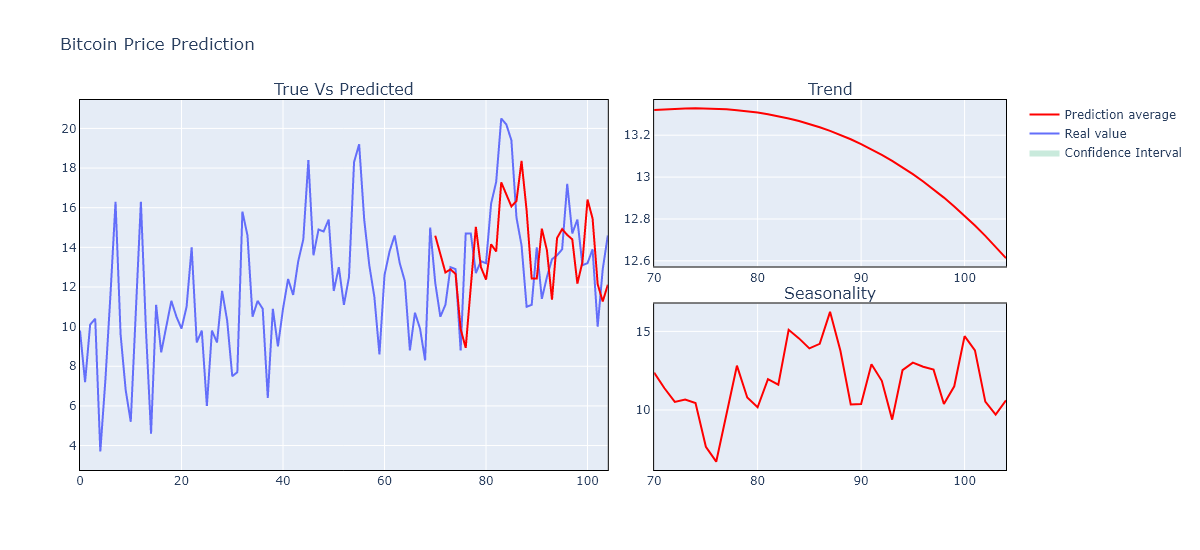 Bitcoin Price Prediction
True Vs Predicted
20
18
16
14
12
10
8
6
4
0 20 40 60 80 100
Trend
13.2
13
12.8
12.6
70 80 90 100
Seasonality
15
10
70 80 90 100
Prediction average
Real value
Confidence Interval